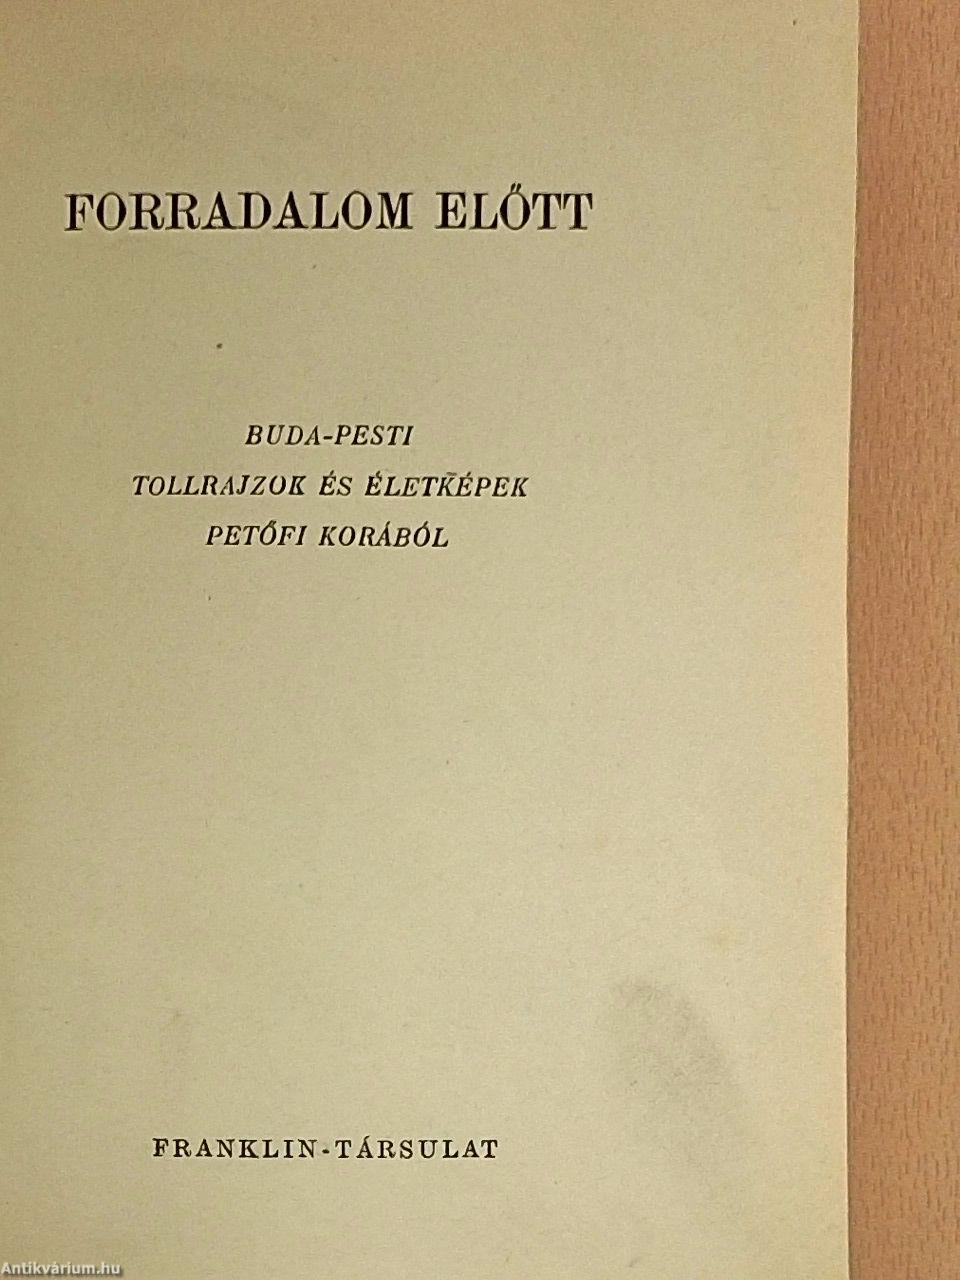 FORRADALOM ELŐTT
BUDA-PESTI
TOLLRAJZOK ÉS ÉLETKÉPEK
PETŐFI KORÁBÓL
FRANKLIN-TÁRSULAT
Antikvárium.hu